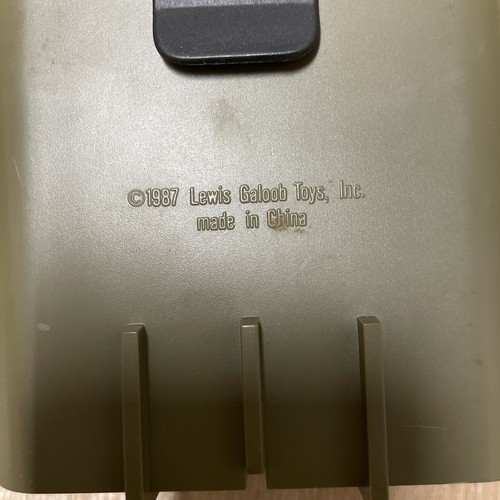 ©1987 Lewis Galoob Toys, Inc.
made in China